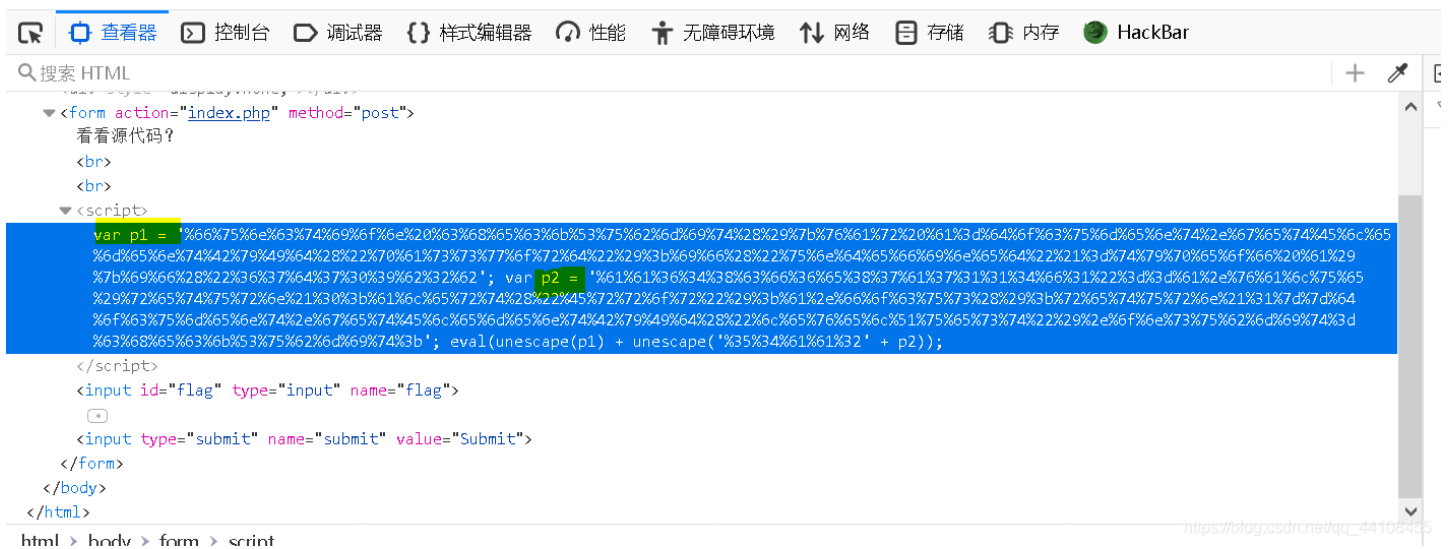 查看器 控制台 调试器 {} 样式编辑器 性能 无障碍环境 网络 存储 内存 HackBar
搜索 HTML
<form action="index.php" method="post">
看看源代码?
<br>
<br>
<script>
var p1 = '%66%75%6e%63%74%69%6f%6e%20%63%68%65%63%6b%53%75%62%6d%69%74%28%29%7b%76%61%72%20%61%3d%64%6f%63%75%6d%65%6e%74%2e%67%65%74%45%6c%65
%6d%65%6e%74%42%79%49%64%28%22%70%61%73%73%77%6f%72%64%22%29%3b%69%66%28%22%75%6e%64%65%66%69%6e%65%64%22%21%3d%74%79%70%65%6f%66%20%61%29
%7b%69%66%28%22%36%37%64%37%30%39%62%32%62'; var p2 = '%61%61%36%34%38%63%66%36%65%38%37%61%37%31%31%34%66%31%22%3d%3d%61%2e%76%61%6c%75%65
%29%72%65%74%75%72%6e%21%30%3b%61%6c%65%72%74%28%22%45%72%72%6f%72%22%29%3b%61%2e%66%6f%63%75%73%28%29%3b%72%65%74%75%72%6e%21%31%7d%7d%64
%6f%63%75%6d%65%6e%74%2e%67%65%74%45%6c%65%6d%65%6e%74%42%79%49%64%28%22%6c%65%76%65%6c%51%75%65%73%74%22%29%2e%6f%6e%73%75%62%6d%69%74%3d
%63%68%65%63%6b%53%75%62%6d%69%74%3b'; eval(unescape(p1) + unescape('%35%34%61%61%32' + p2));
</script>
<input id="flag" type="input" name="flag">
<input type="submit" name="submit" value="Submit">
</form>
</body>
</html>
https://blog.csdn.net/qq_44108455
html > body > form > script